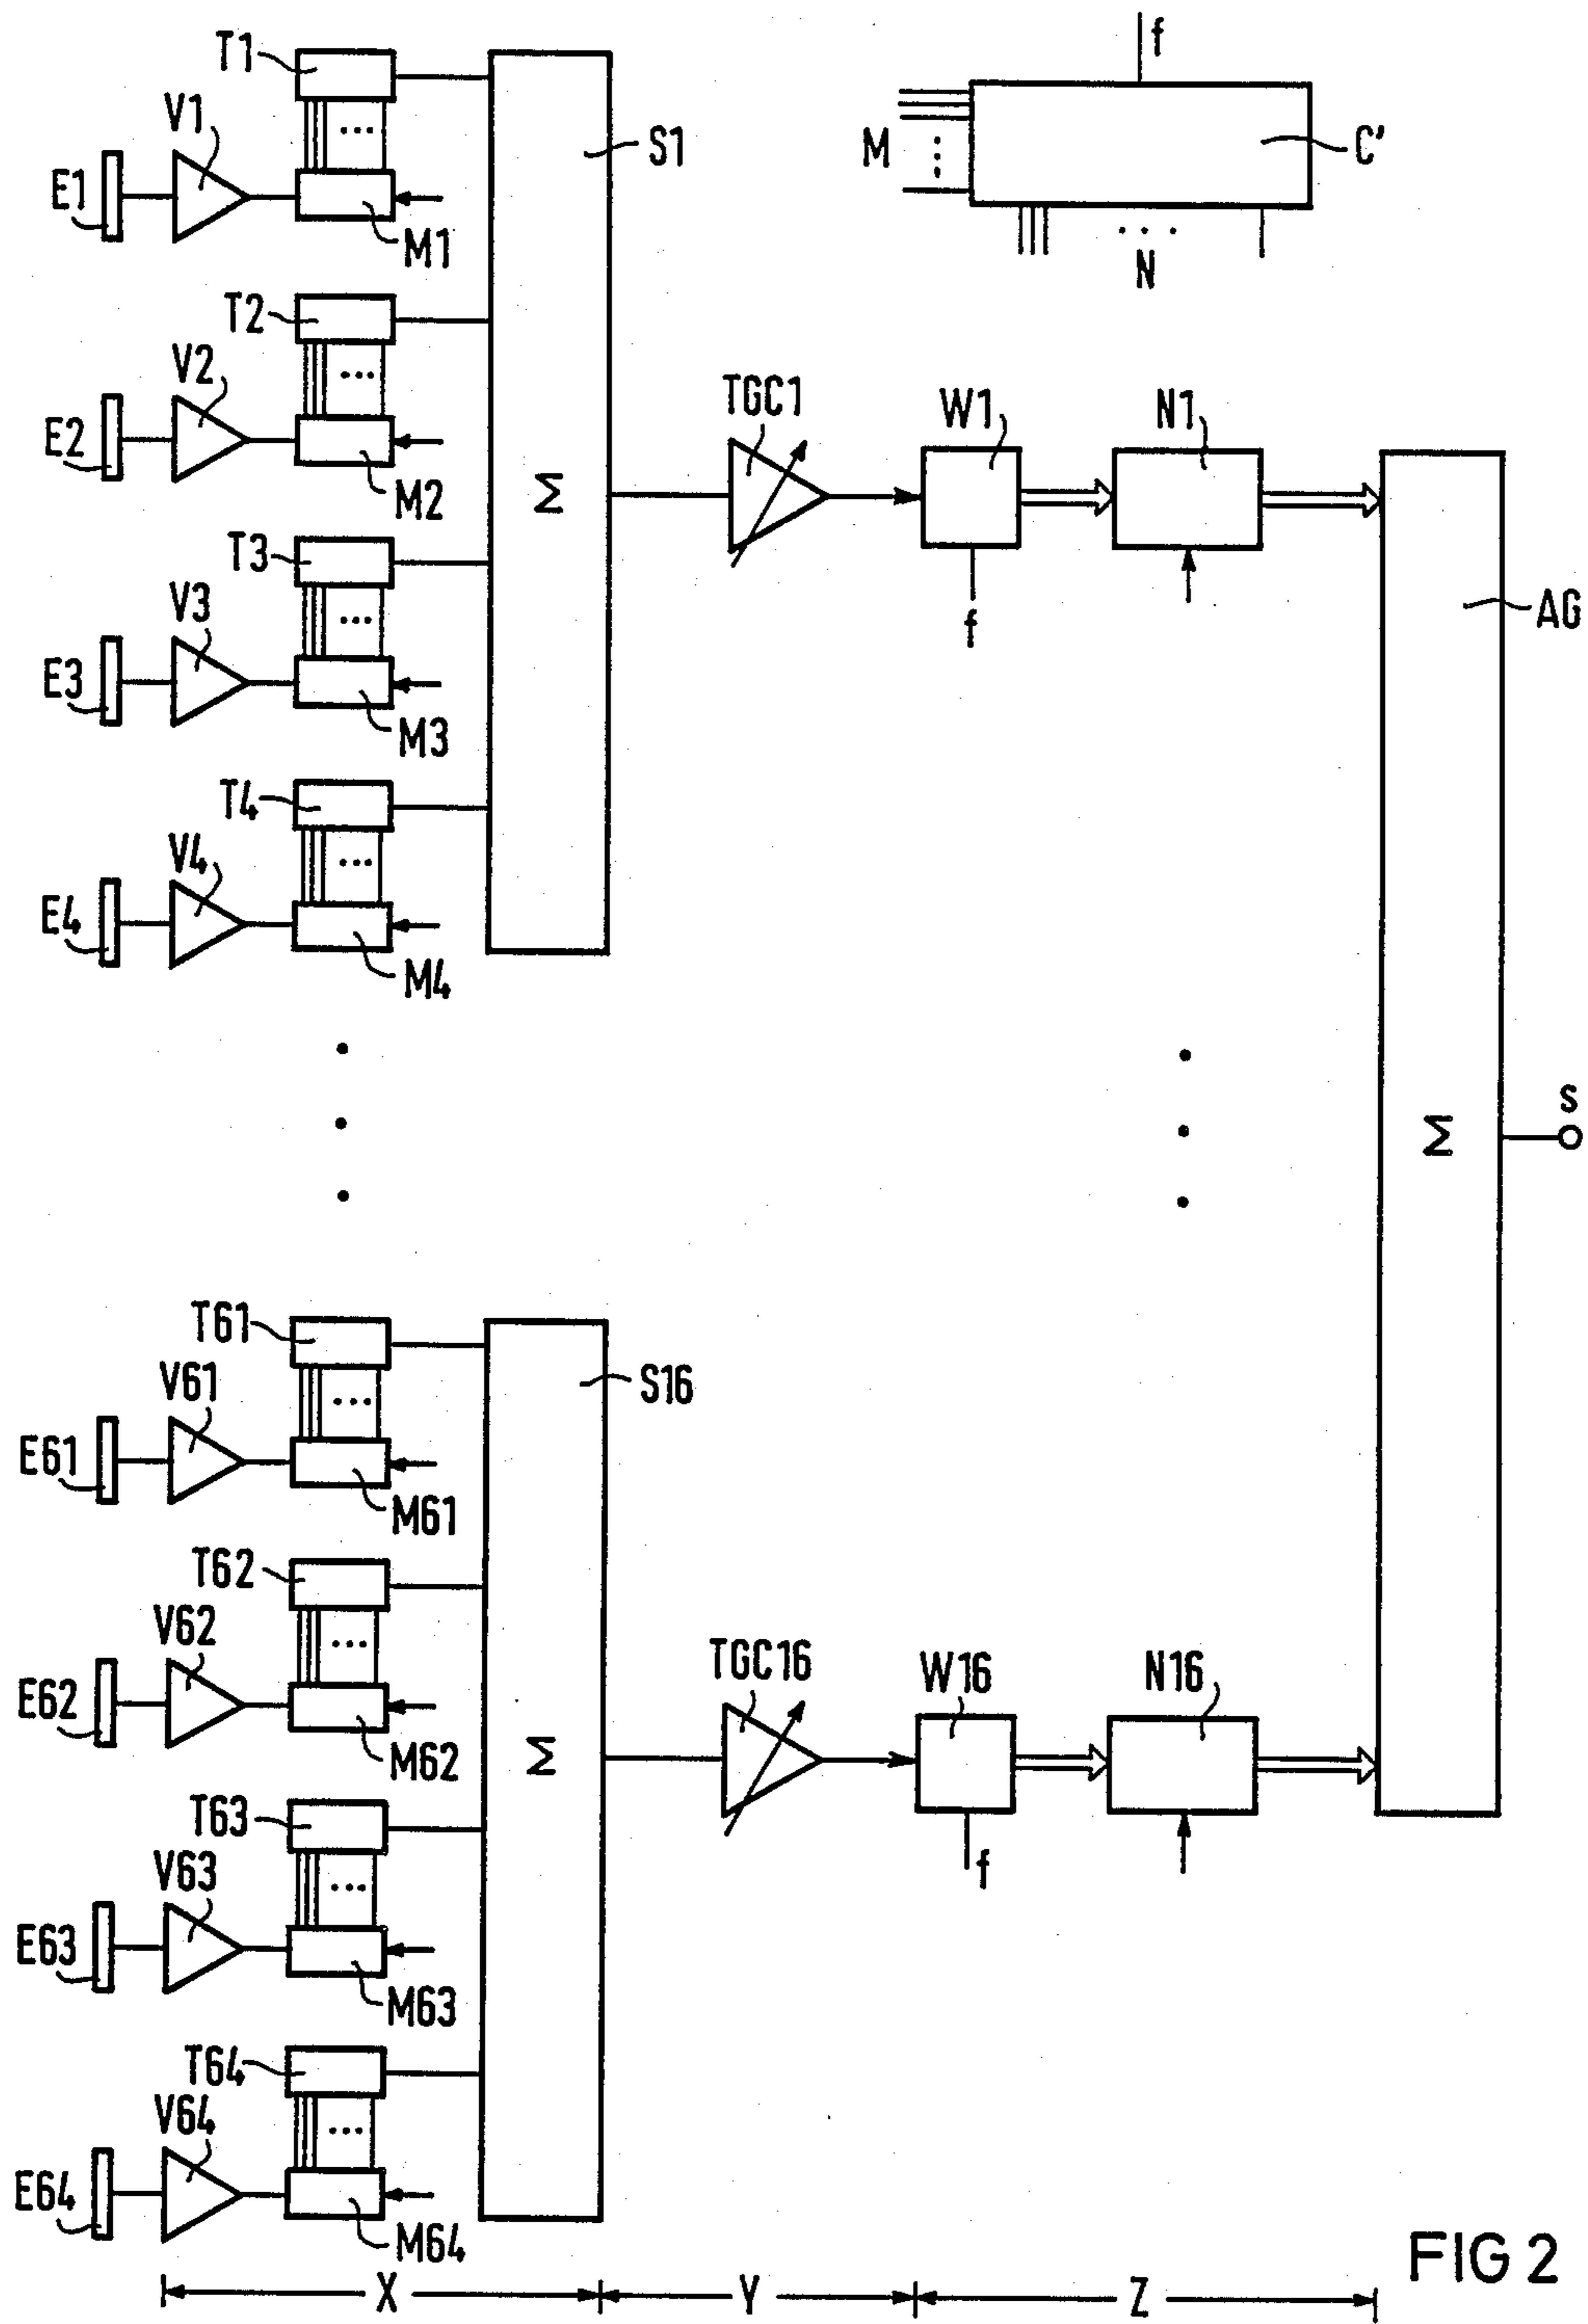 T1
V1
E1
M1
S1
f
M
C'
N
T2
V2
E2
M2
T3
V3
E3
M3
T4
V4
E4
M4
Σ
TGC1
W1
f
N1
AG
Σ
s
T61
V61
E61
M61
S16
T62
V62
E62
M62
T63
V63
E63
M63
T64
V64
E64
M64
Σ
TGC16
W16
f
N16
X
Y
Z
FIG 2